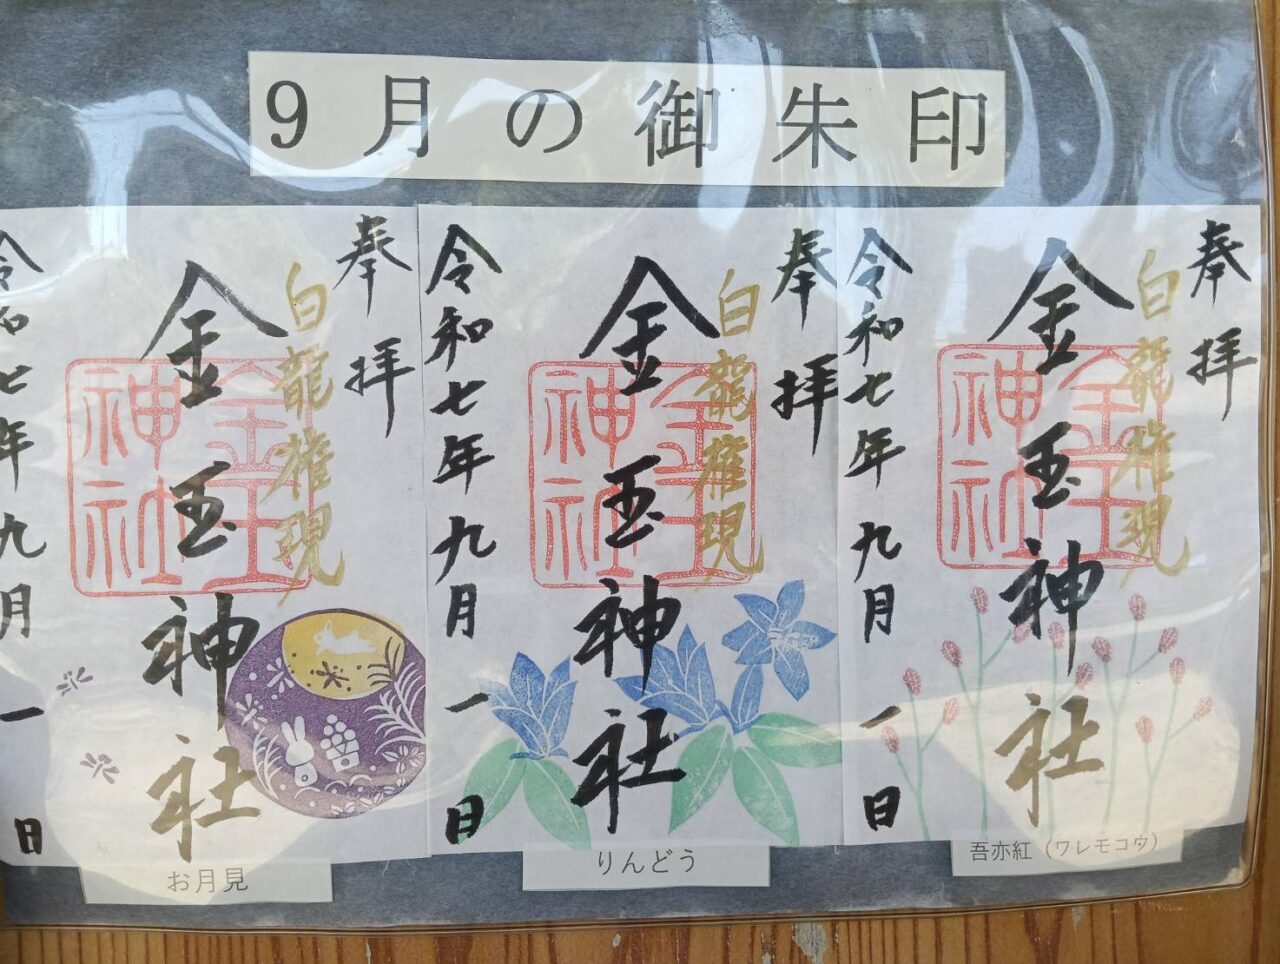 9月の御朱印
奉拝
白龍権現
金玉神社
金玉神社
令和七年九月一日
吾亦紅（ワレモコウ）
奉拝
白龍権現
金玉神社
金玉神社
令和七年九月一日
りんどう
奉拝
白龍権現
金玉神社
金玉神社
令和七年九月一日
お月見